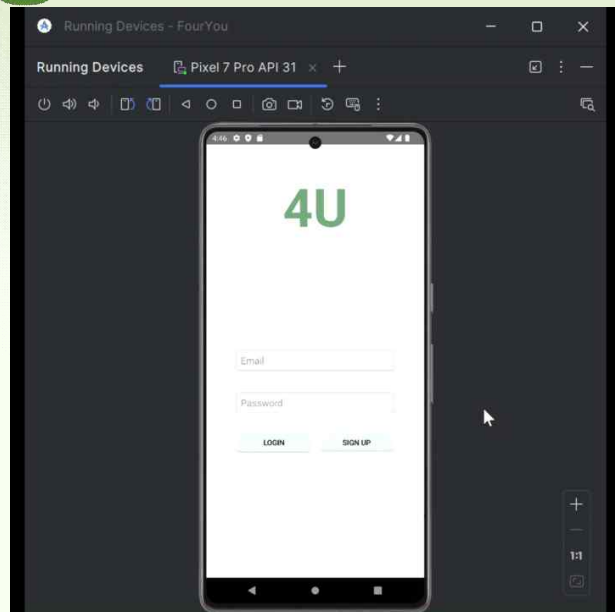 Running Devices - FourYou
Running Devices Pixel 7 Pro API 31
4:46
4U
Email
Password
LOGIN SIGN UP
1:1